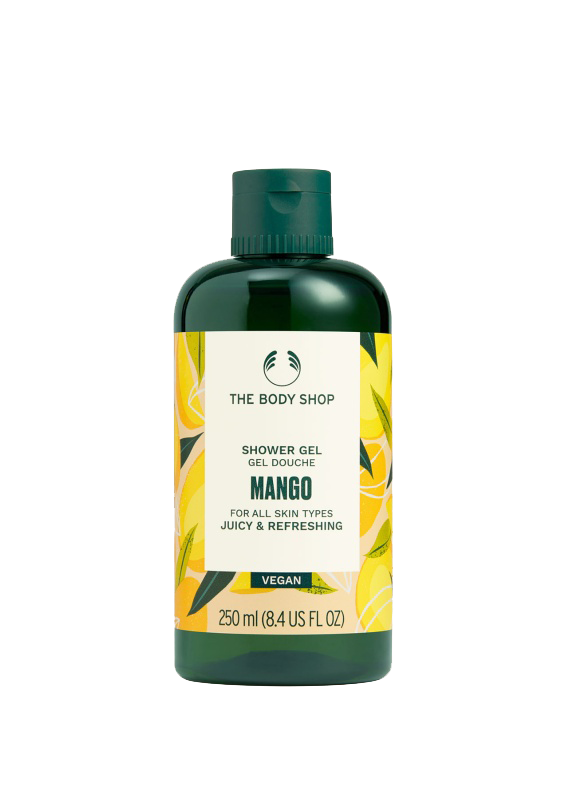 THE BODY SHOP
SHOWER GEL
GEL DOUCHE
MANGO
FOR ALL SKIN TYPES
JUICY & REFRESHING
VEGAN
250 ml (8.4 US FL OZ)